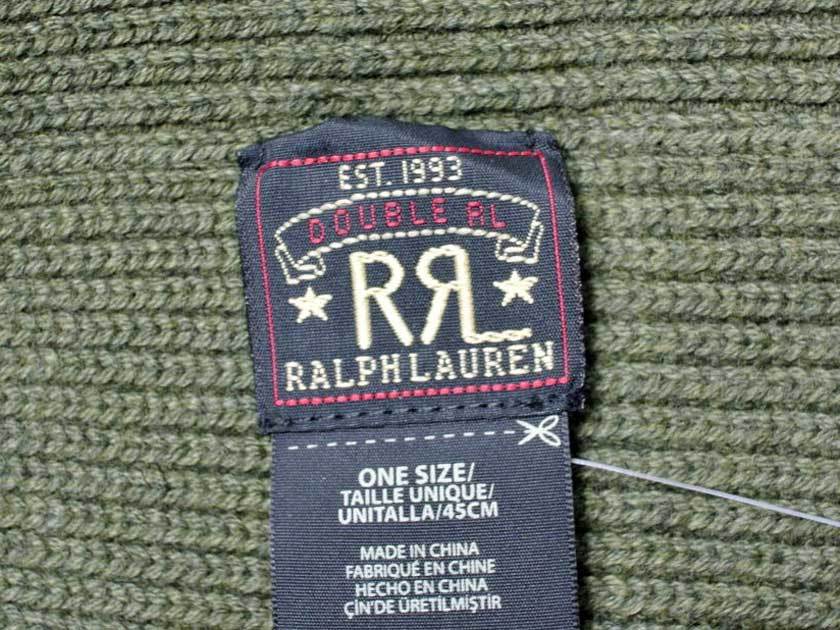 EST. 1993
DOUBLE RL
RRL
RALPH LAUREN
ONE SIZE/
TAILLE UNIQUE/
UNITALLA/45CM
MADE IN CHINA
FABRIQUÉ EN CHINE
HECHO EN CHINA
ÇİN'DE ÜRETİLMİŞTİR